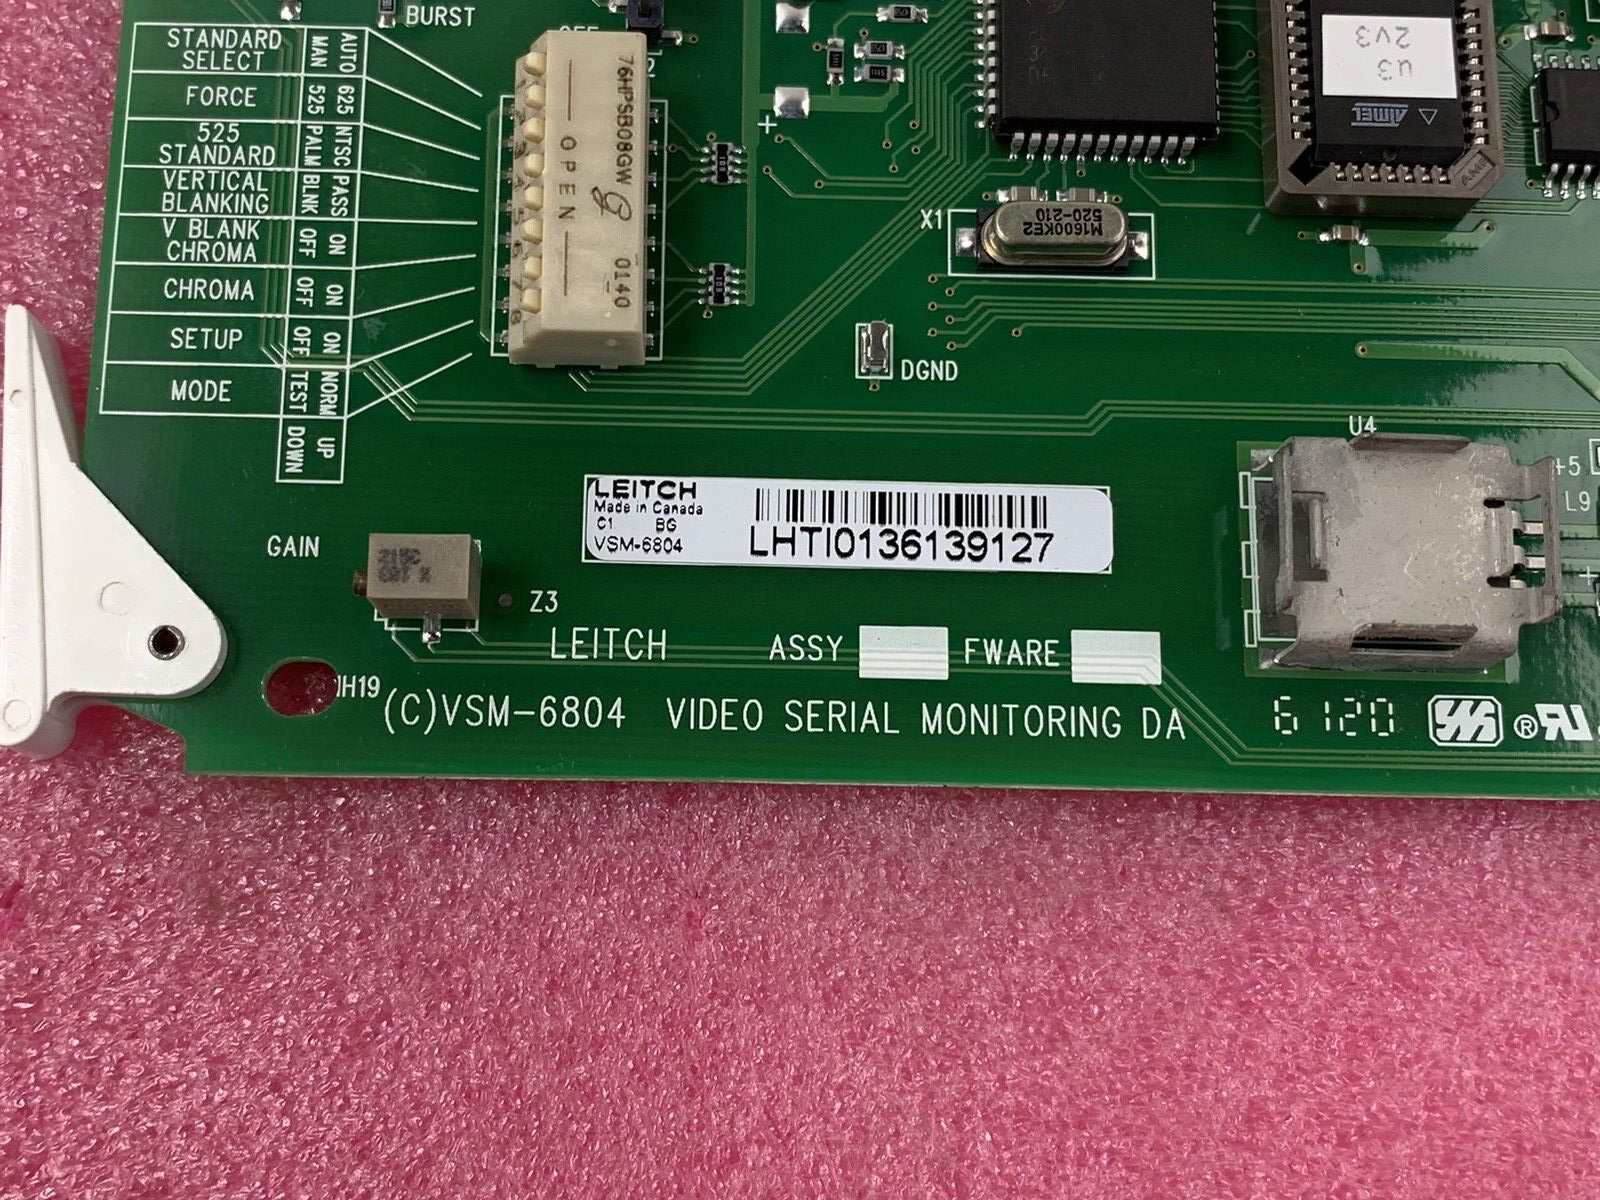 BURST
STANDARD SELECT
AUTO
MAN
FORCE
625
525
525 STANDARD
NTSC
PALM
VERTICAL BLANKING
PASS
BLNK
V BLANK CHROMA
ON
OFF
CHROMA
ON
OFF
SETUP
ON
OFF
MODE
NORM
TEST
UP
DOWN
76HPSB08GW
OPEN
0140
8
101
103
+
X1
M1600KE2
520-210
u3
2v3
ATMEL
DGND
U4
+5
L9
+
LEITCH
Made in Canada
C1 BG
VSM-6804
LHTI0136139127
GAIN
Z3
LEITCH
ASSY
FWARE
H19
(C)VSM-6804 VIDEO SERIAL MONITORING DA
6120
®